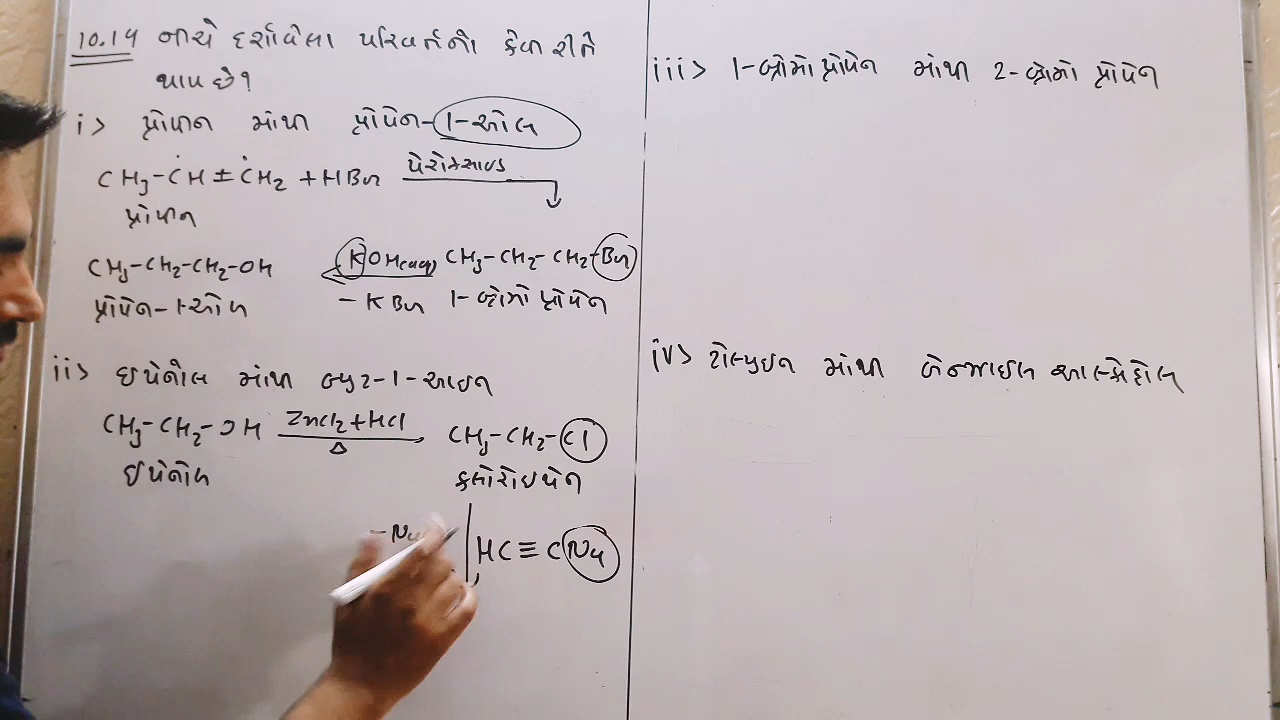 10.14 નીચે દર્શાવેલા પરિવર્તનો કેવી રીતે
થાય છે?
i> પ્રોપીન માંથી પ્રોપેન-1-ઓલ
CH3-CH=CH2 + HBr પેરોક્સાઇડ
પ્રોપીન
CH3-CH2-CH2-OH KOH(aq) CH3-CH2-CH2-Br
પ્રોપેન-1-ઓલ -KBr 1-બ્રોમો પ્રોપેન
ii> ઇથેનોલ માંથી બ્યુટ-1-આઇન
CH3-CH2-OH ZnCl2+HCl CH3-CH2-Cl
Δ
ઇથેનોલ ક્લોરોઇથેન
-Na HC≡CNa
iii> 1-બ્રોમોપ્રોપેન માંથી 2-બ્રોમો પ્રોપેન
iv> ટોલ્યુઇન માંથી બેન્ઝાઇલ આલ્કોહોલ